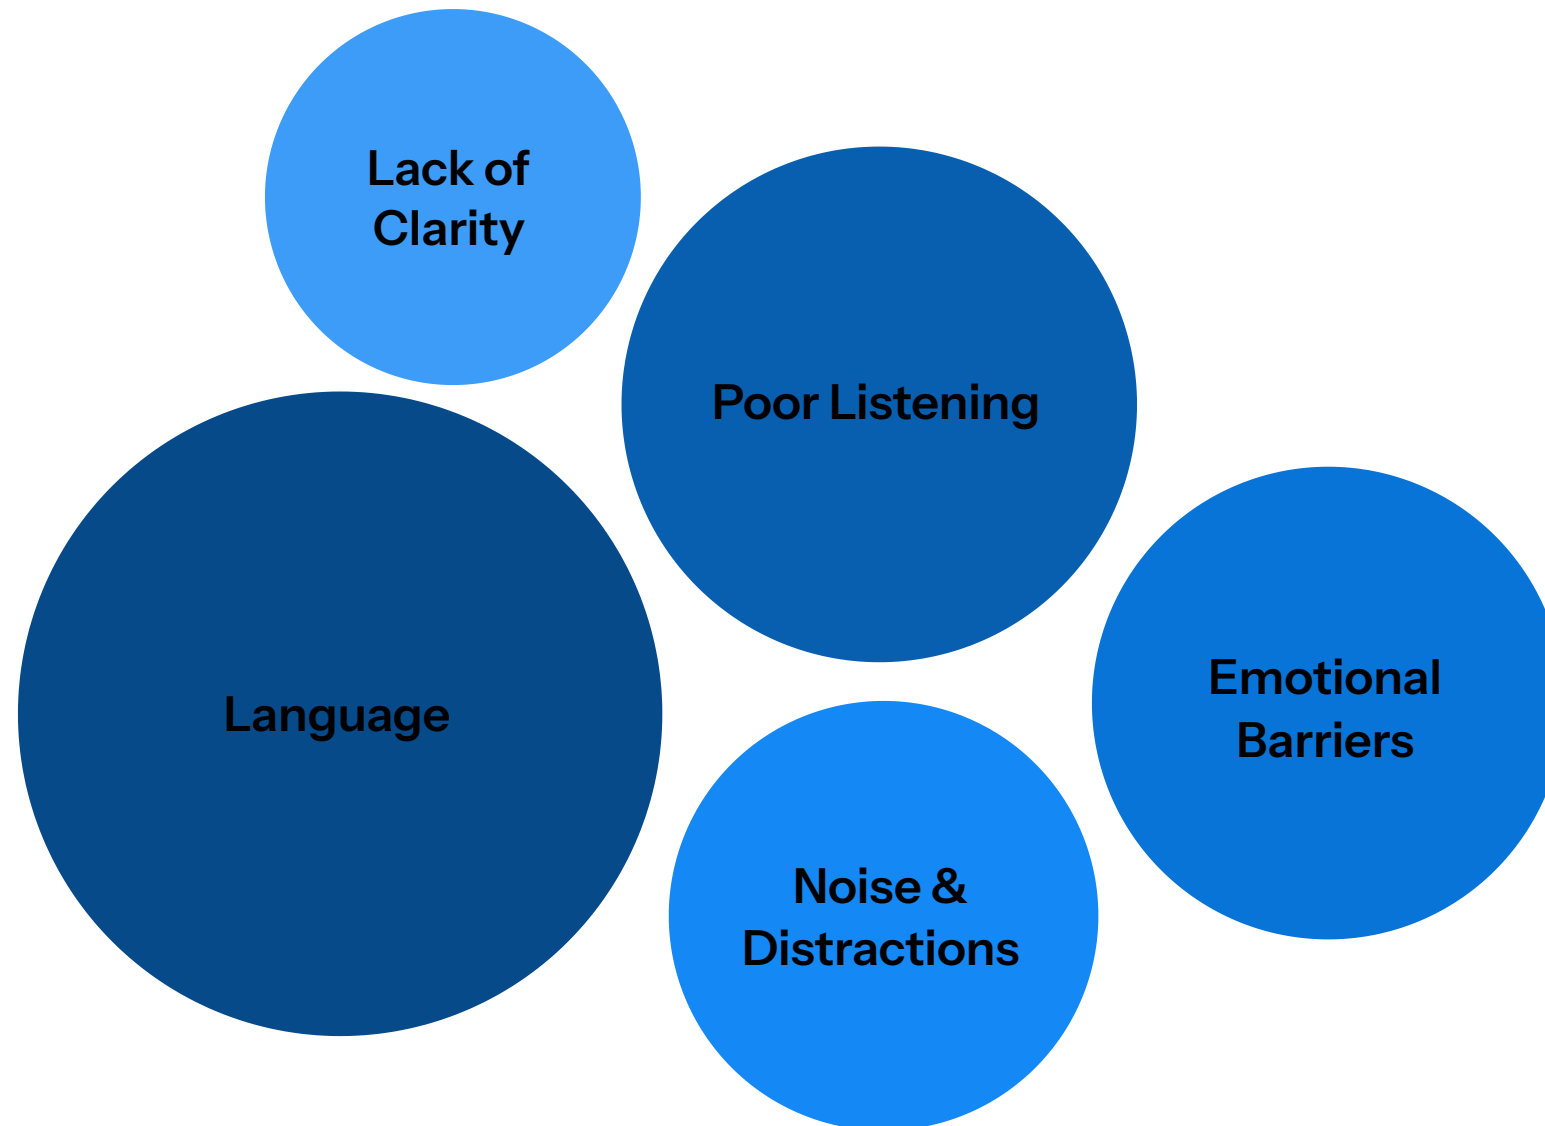 Lack of
Clarity
Poor Listening
Language
Emotional
Barriers
Noise &
Distractions